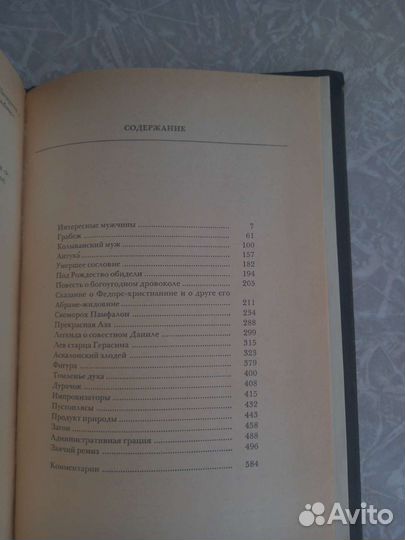 СОДЕРЖАНИЕ
Интересные мужчины 7
Грабеж 61
Колыванский муж 100
Антука 157
Умершее сословие 182
Под Рождество обидели 194
Повесть о богоугодном дровоколе 205
Сказание о Федоре-христианине и о друге его
Абраме-жидовине 211
Скоморох Памфалон 234
Прекрасная Аза 288
Легенда о совестном Даниле 299
Лев старца Герасима 315
Аскалонский злодей 323
Фигура 379
Томленье духа 400
Дурачок 408
Импровизаторы 415
Пустоплясы 432
Продукт природы 443
Загон 458
Административная грация 488
Заячий ремиз 496
Комментарии 584
Avito